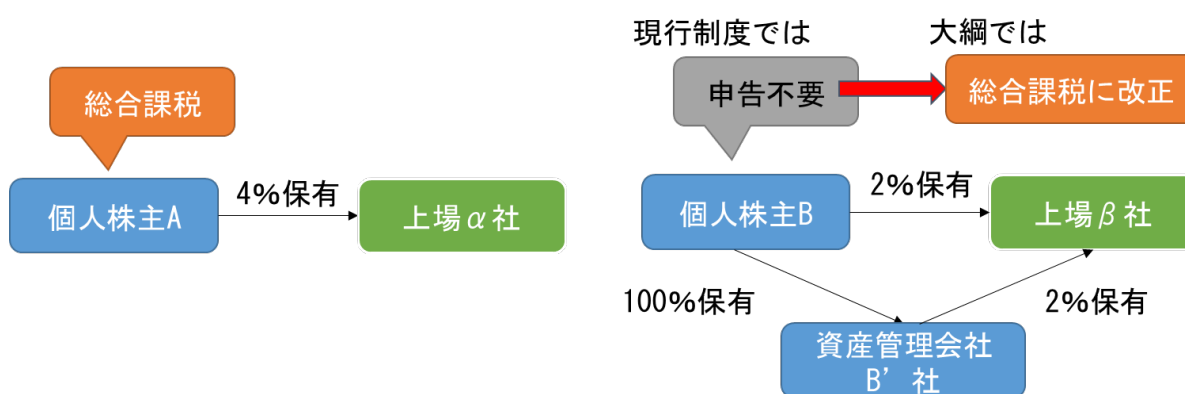 現行制度では
大綱では
総合課税
申告不要
総合課税に改正
個人株主A
4%保有
上場α社
個人株主B
2%保有
上場β社
100%保有
2%保有
資産管理会社
B’社